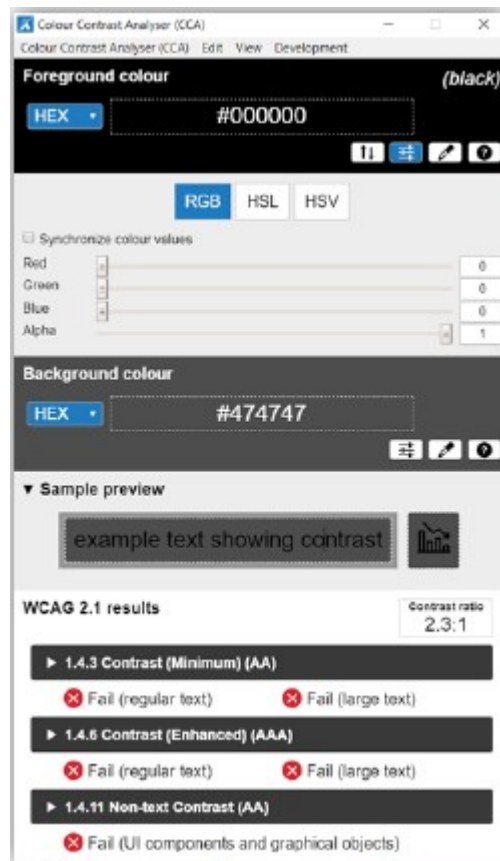 Colour Contrast Analyser (CCA)
Colour Contrast Analyser (CCA) Edit View Development
Foreground colour (black)
HEX #000000
RGB HSL HSV
Synchronize colour values
Red 0
Green 0
Blue 0
Alpha 1
Background colour
HEX #474747
▼ Sample preview
example text showing contrast
WCAG 2.1 results Contrast ratio
2.3:1
▶ 1.4.3 Contrast (Minimum) (AA)
Fail (regular text) Fail (large text)
▶ 1.4.6 Contrast (Enhanced) (AAA)
Fail (regular text) Fail (large text)
▶ 1.4.11 Non-text Contrast (AA)
Fail (UI components and graphical objects)